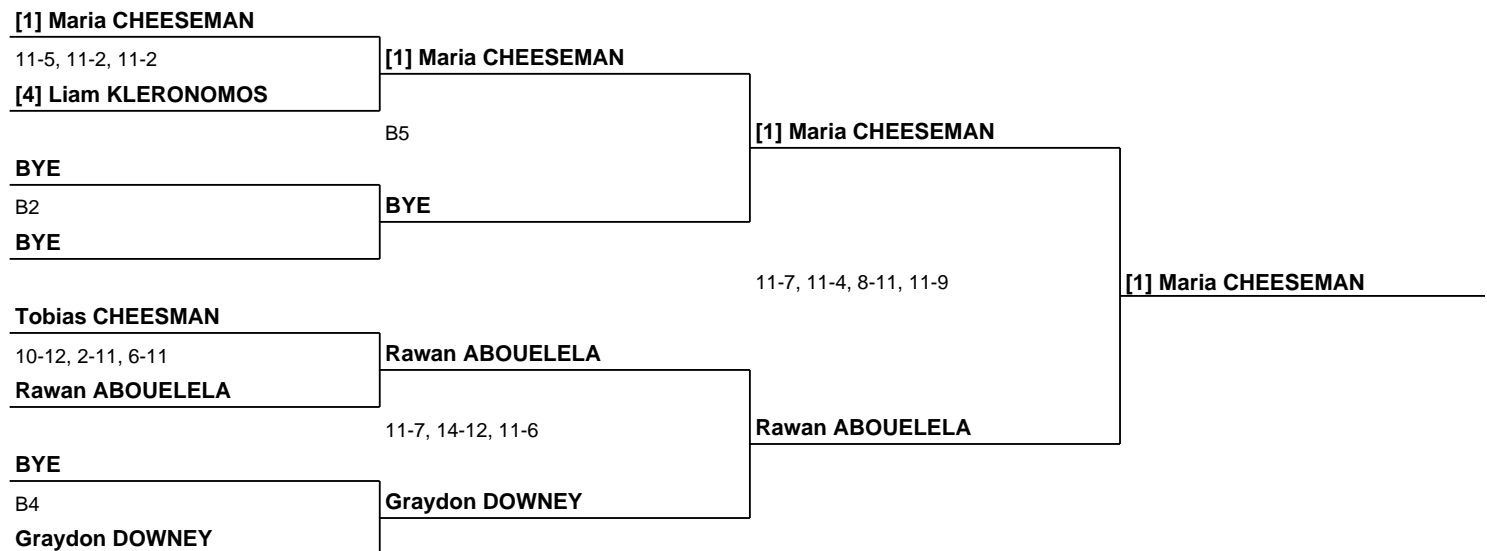 [1] Maria CHEESEMAN
11-5, 11-2, 11-2
[1] Maria CHEESEMAN
[4] Liam KLERONOMOS
B5
[1] Maria CHEESEMAN
BYE
B2
BYE
BYE
11-7, 11-4, 8-11, 11-9
[1] Maria CHEESEMAN
Tobias CHEESMAN
10-12, 2-11, 6-11
Rawan ABOUELELA
Rawan ABOUELELA
11-7, 14-12, 11-6
Rawan ABOUELELA
BYE
B4
Graydon DOWNEY
Graydon DOWNEY